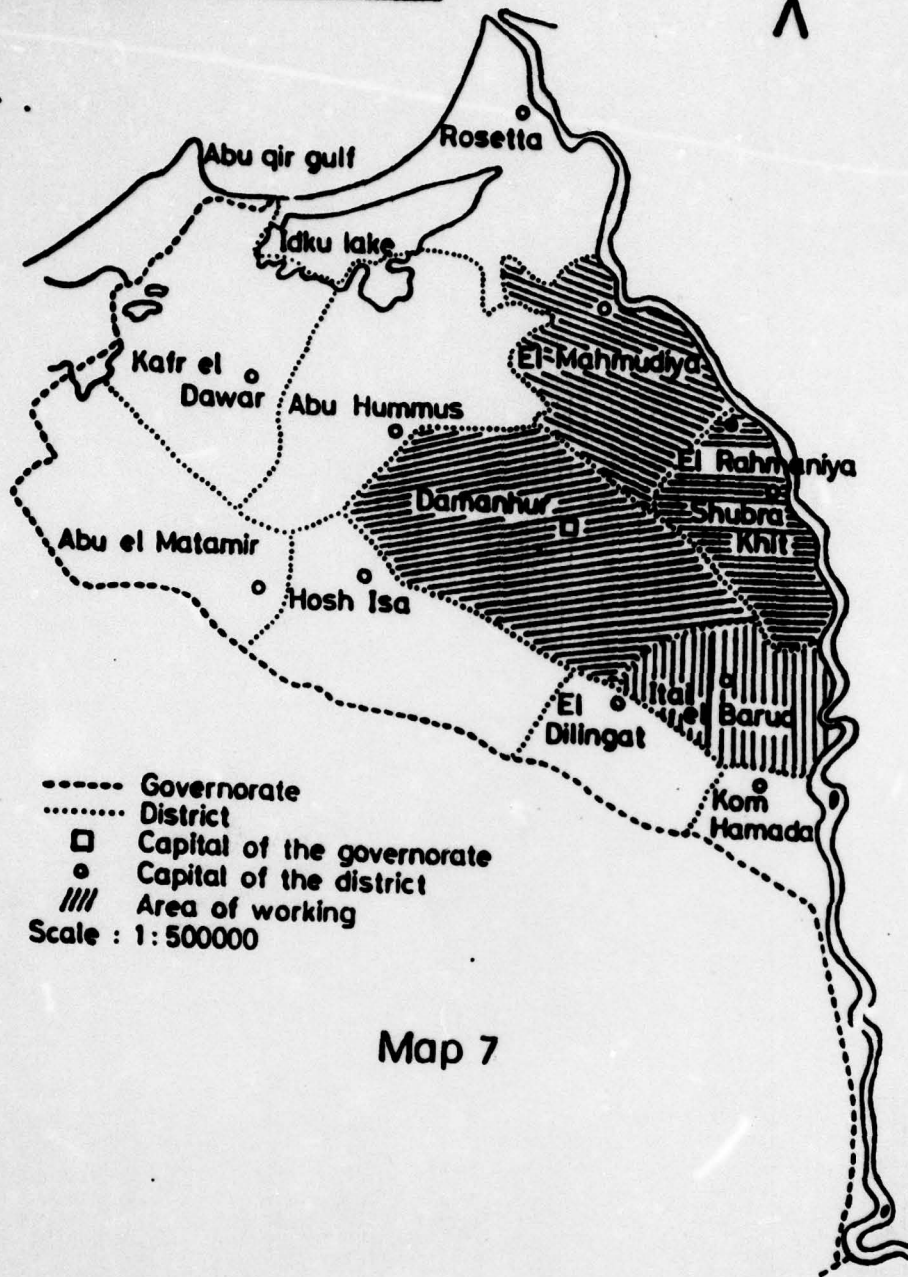 Rosetta
Abu qir gulf
Idku lake
El-Mahmudiya
Kafr el
Dawar
Abu Hummus
El Rahmaniya
Damanhur
Shubra
Khit
Abu el Matamir
Hosh Isa
El
Dilingat
Itai
el Barud
Kom
Hamada
Governorate
District
Capital of the governorate
Capital of the district
Area of working
Scale : 1:500000
Map 7